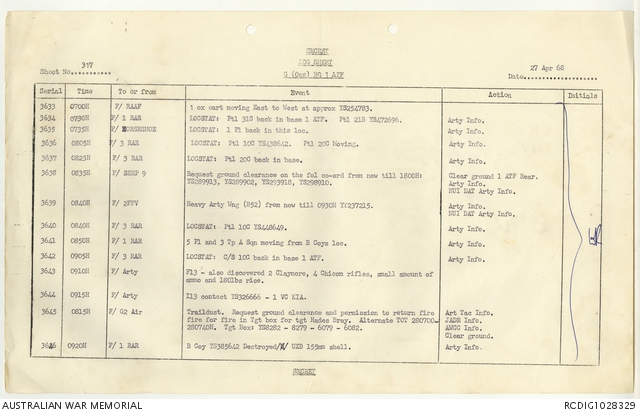 SECRET
LOG SHEET
G (Ops) HQ 1 ATF
Sheet No. 317
Date 27 Apr 68
Serial Time To or from Event Action Initials
3633 0700H F/ RAAF 1 ox cart moving East to West at approx YS254783.
3634 0730H F/ 1 RAR LOCSTAT: Ptl 31G back in base 1 ATF. Ptl 21B YS472696. Arty Info.
3635 0735H F/ HORSESHOE LOCSTAT: 1 Pl back in this loc. Arty Info.
3636 0805H F/ 3 RAR LOCSTAT: Ptl 10C YS438642. Ptl 20C Moving. Arty Info.
3637 0825H F/ 3 RAR LOCSTAT: Ptl 20C back in base. Arty Info.
3638 0835H F/ SHEP 9 Request ground clearance on the fol co-ord from now till 1800H: Clear ground 1 ATF Rear.
YS289913, YS289902, YS293918, YS298910. Arty Info.
NUI DAT Arty Info.
3639 0840H F/ 2FFV Heavy Arty Wng (B52) from now till 0930H YT237215. Arty Info.
NUI DAT Arty Info.
3640 0840H F/ 3 RAR LOCSTAT: Ptl 10C YS448649. Arty Info.
3641 0850H F/ 1 RAR 5 Pl and 3 Tp A Sqn moving from B Coys loc. Arty Info.
3642 0905H F/ 3 RAR LOCSTAT: C/S 10C back in base 1 ATF. Arty Info.
3643 0910H F/ Arty F13 - also discovered 2 Claymore, 4 Chicom rifles, small amount of
ammo and 180lbs rice.
3644 0915H F/ Arty X13 contact YS326666 - 1 VC KIA.
3645 0815H F/ G2 Air Traildust. Request ground clearance and permission to return fire Art Tac Info.
fire for fire in Tgt box for tgt Hades Bray. Alternate TOT 280700- JADE Info.
280740H. Tgt Box: YS8282 - 8279 - 6079 - 6082. AWCC Info.
Clear ground.
3646 0920H F/ 1 RAR B Coy YS385642 Destroyed 1 UXB 155mm shell. Arty Info.
SECRET
AUSTRALIAN WAR MEMORIAL
RCDIG1028329